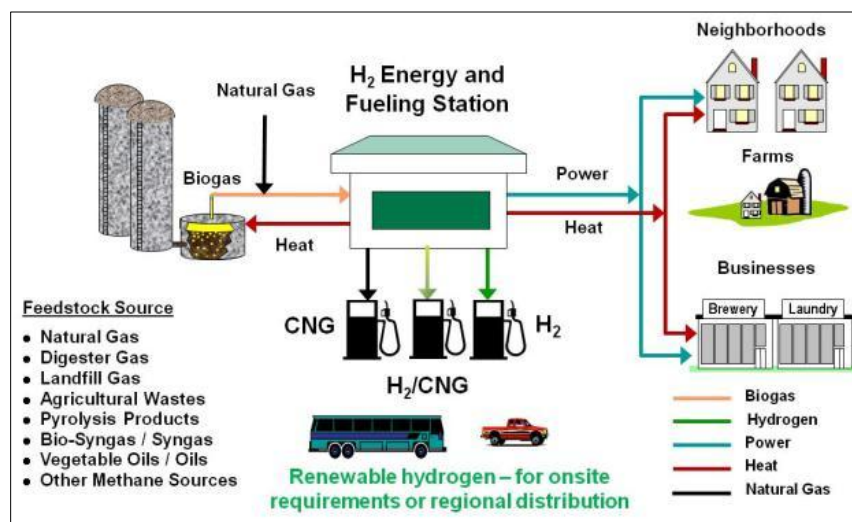 Neighborhoods
H2 Energy and
Fueling Station
Natural Gas
Biogas
Power
Farms
Heat
Heat
Businesses
Brewery
Laundry
Feedstock Source
• Natural Gas
• Digester Gas
• Landfill Gas
• Agricultural Wastes
• Pyrolysis Products
• Bio-Syngas / Syngas
• Vegetable Oils / Oils
• Other Methane Sources
CNG
H2
H2/CNG
Renewable hydrogen – for onsite
requirements or regional distribution
Biogas
Hydrogen
Power
Heat
Natural Gas